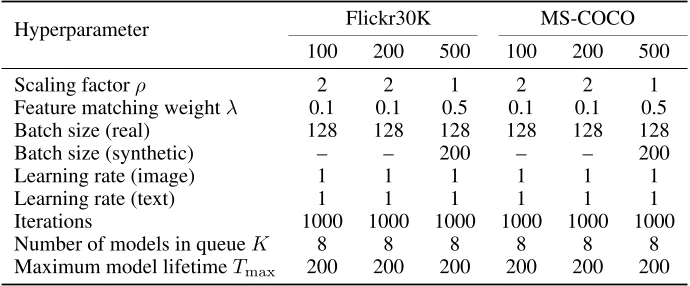 Hyperparameter Flickr30K MS-COCO
100 200 500 100 200 500
Scaling factor ρ 2 2 1 2 2 1
Feature matching weight λ 0.1 0.1 0.5 0.1 0.1 0.5
Batch size (real) 128 128 128 128 128 128
Batch size (synthetic) – – 200 – – 200
Learning rate (image) 1 1 1 1 1 1
Learning rate (text) 1 1 1 1 1 1
Iterations 1000 1000 1000 1000 1000 1000
Number of models in queue K 8 8 8 8 8 8
Maximum model lifetime Tmax 200 200 200 200 200 200